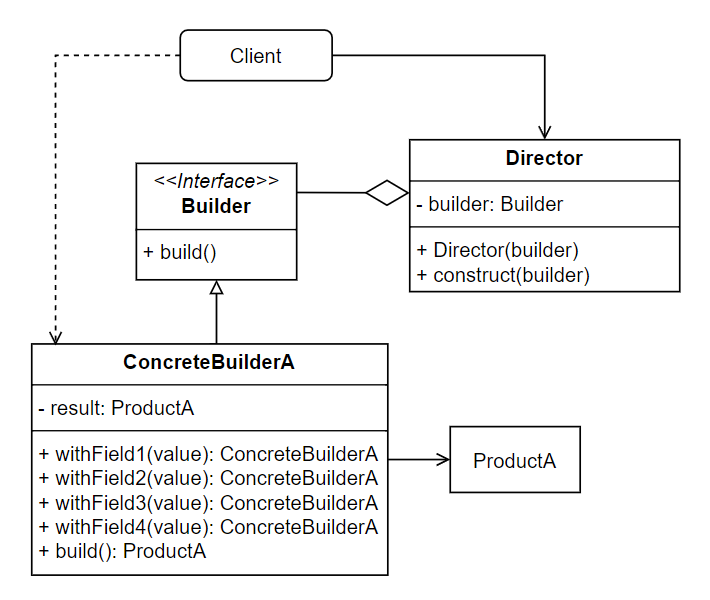 Client
Director
- builder: Builder
+ Director(builder)
+ construct(builder)
<<Interface>>
Builder
+ build()
ConcreteBuilderA
- result: ProductA
+ withField1(value): ConcreteBuilderA
+ withField2(value): ConcreteBuilderA
+ withField3(value): ConcreteBuilderA
+ withField4(value): ConcreteBuilderA
+ build(): ProductA
ProductA